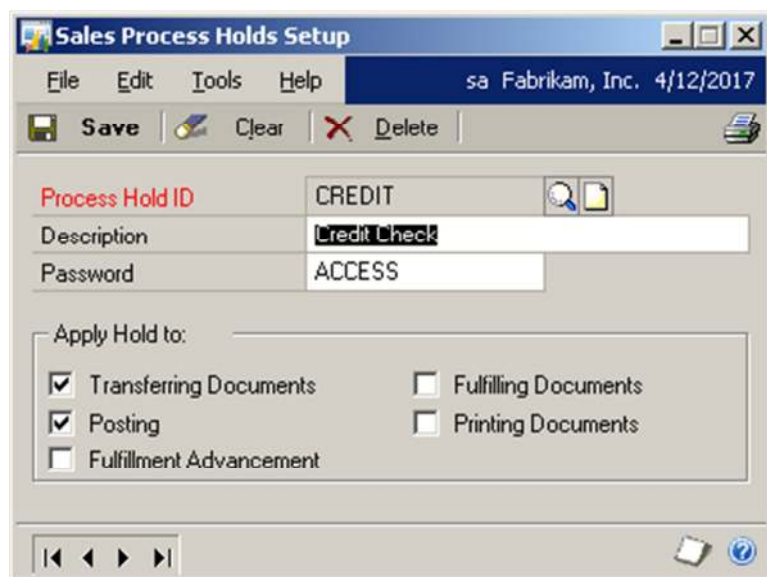 Sales Process Holds Setup
File Edit Tools Help sa Fabrikam, Inc. 4/12/2017
Save Clear Delete
Process Hold ID CREDIT
Description Credit Check
Password ACCESS
Apply Hold to:
Transferring Documents Fulfilling Documents
Posting Printing Documents
Fulfillment Advancement